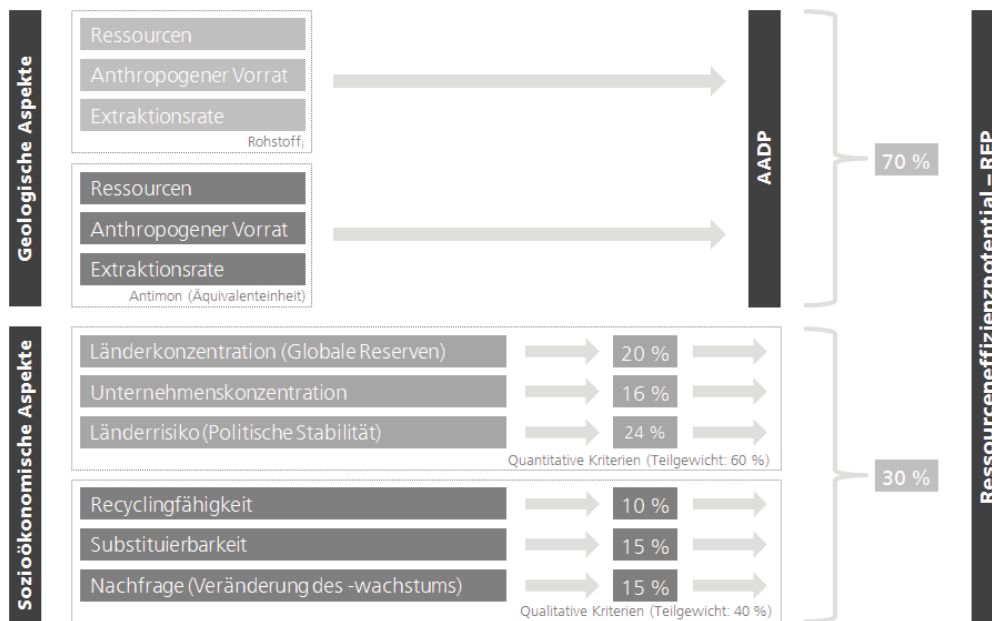 Geologische Aspekte
Ressourcen
Anthropogener Vorrat
Extraktionsrate
Rohstoffi
Ressourcen
Anthropogener Vorrat
Extraktionsrate
Antimon (Äquivalenteinheit)
AADP
70 %
Sozioökonomische Aspekte
Länderkonzentration (Globale Reserven)
20 %
Unternehmenskonzentration
16 %
Länderrisiko (Politische Stabilität)
24 %
Quantitative Kriterien (Teilgewicht: 60 %)
Recyclingfähigkeit
10 %
Substituierbarkeit
15 %
Nachfrage (Veränderung des -wachstums)
15 %
Qualitative Kriterien (Teilgewicht: 40 %)
30 %
Ressourceneffizienzpotential – REP